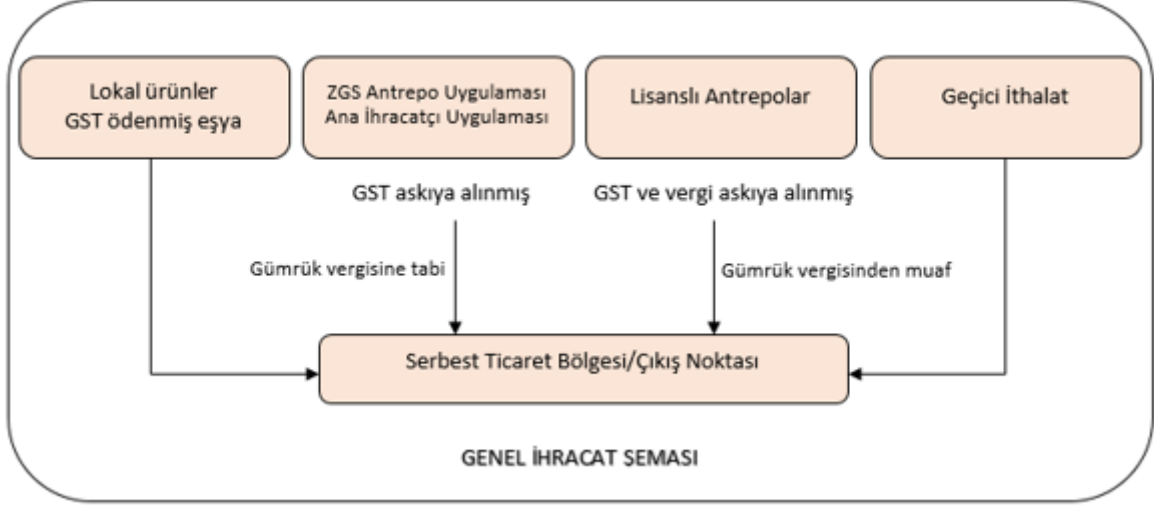 Lokal ürünler
GST ödenmiş eşya
ZGS Antrepo Uygulaması
Ana İhracatçı Uygulaması
Lisanslı Antrepolar
Geçici İthalat
GST askıya alınmış
GST ve vergi askıya alınmış
Gümrük vergisine tabi
Gümrük vergisinden muaf
Serbest Ticaret Bölgesi/Çıkış Noktası
GENEL İHRACAT ŞEMASI